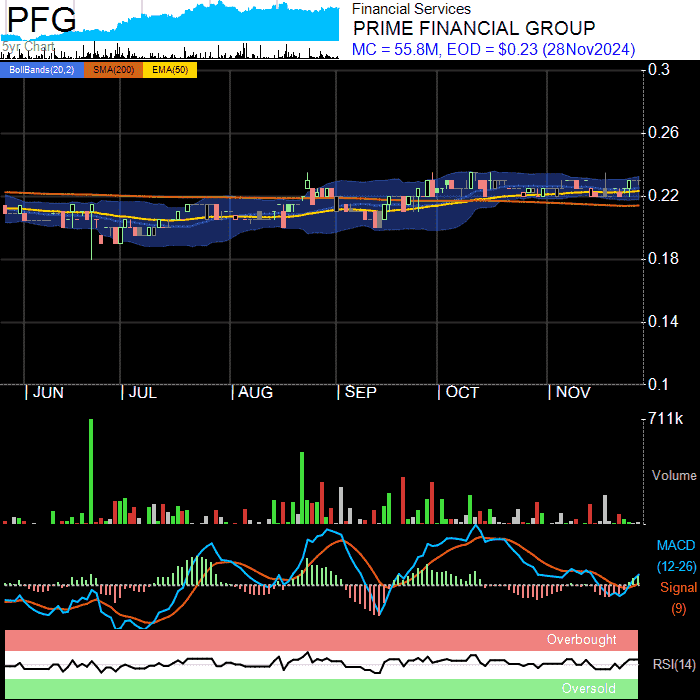 PFG
5yr Chart
Financial Services
PRIME FINANCIAL GROUP
MC = 55.8M, EOD = $0.23 (28Nov2024)
BollBands(20,2) SMA(200) EMA(50)
0.3
0.26
0.22
0.18
0.14
0.1
JUN JUL AUG SEP OCT NOV
711k
Volume
MACD
(12-26)
Signal
(9)
Overbought
RSI(14)
Oversold